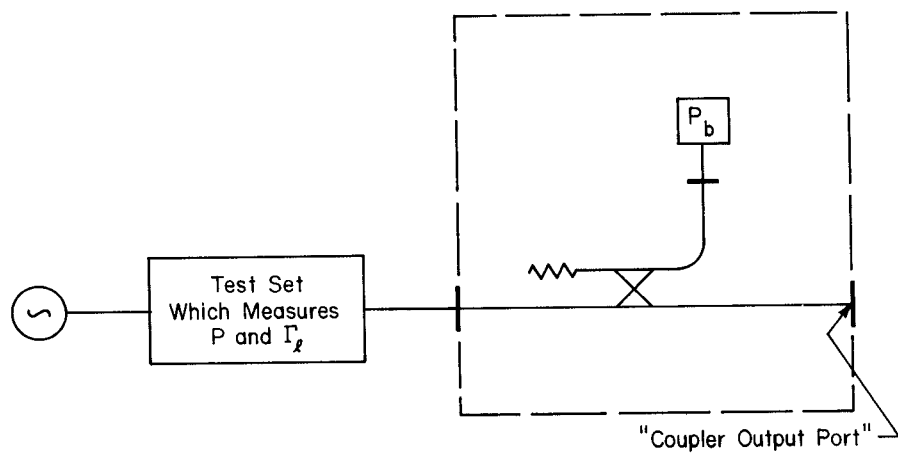 P_b
Test Set
Which Measures
P and Γ_ℓ
"Coupler Output Port"